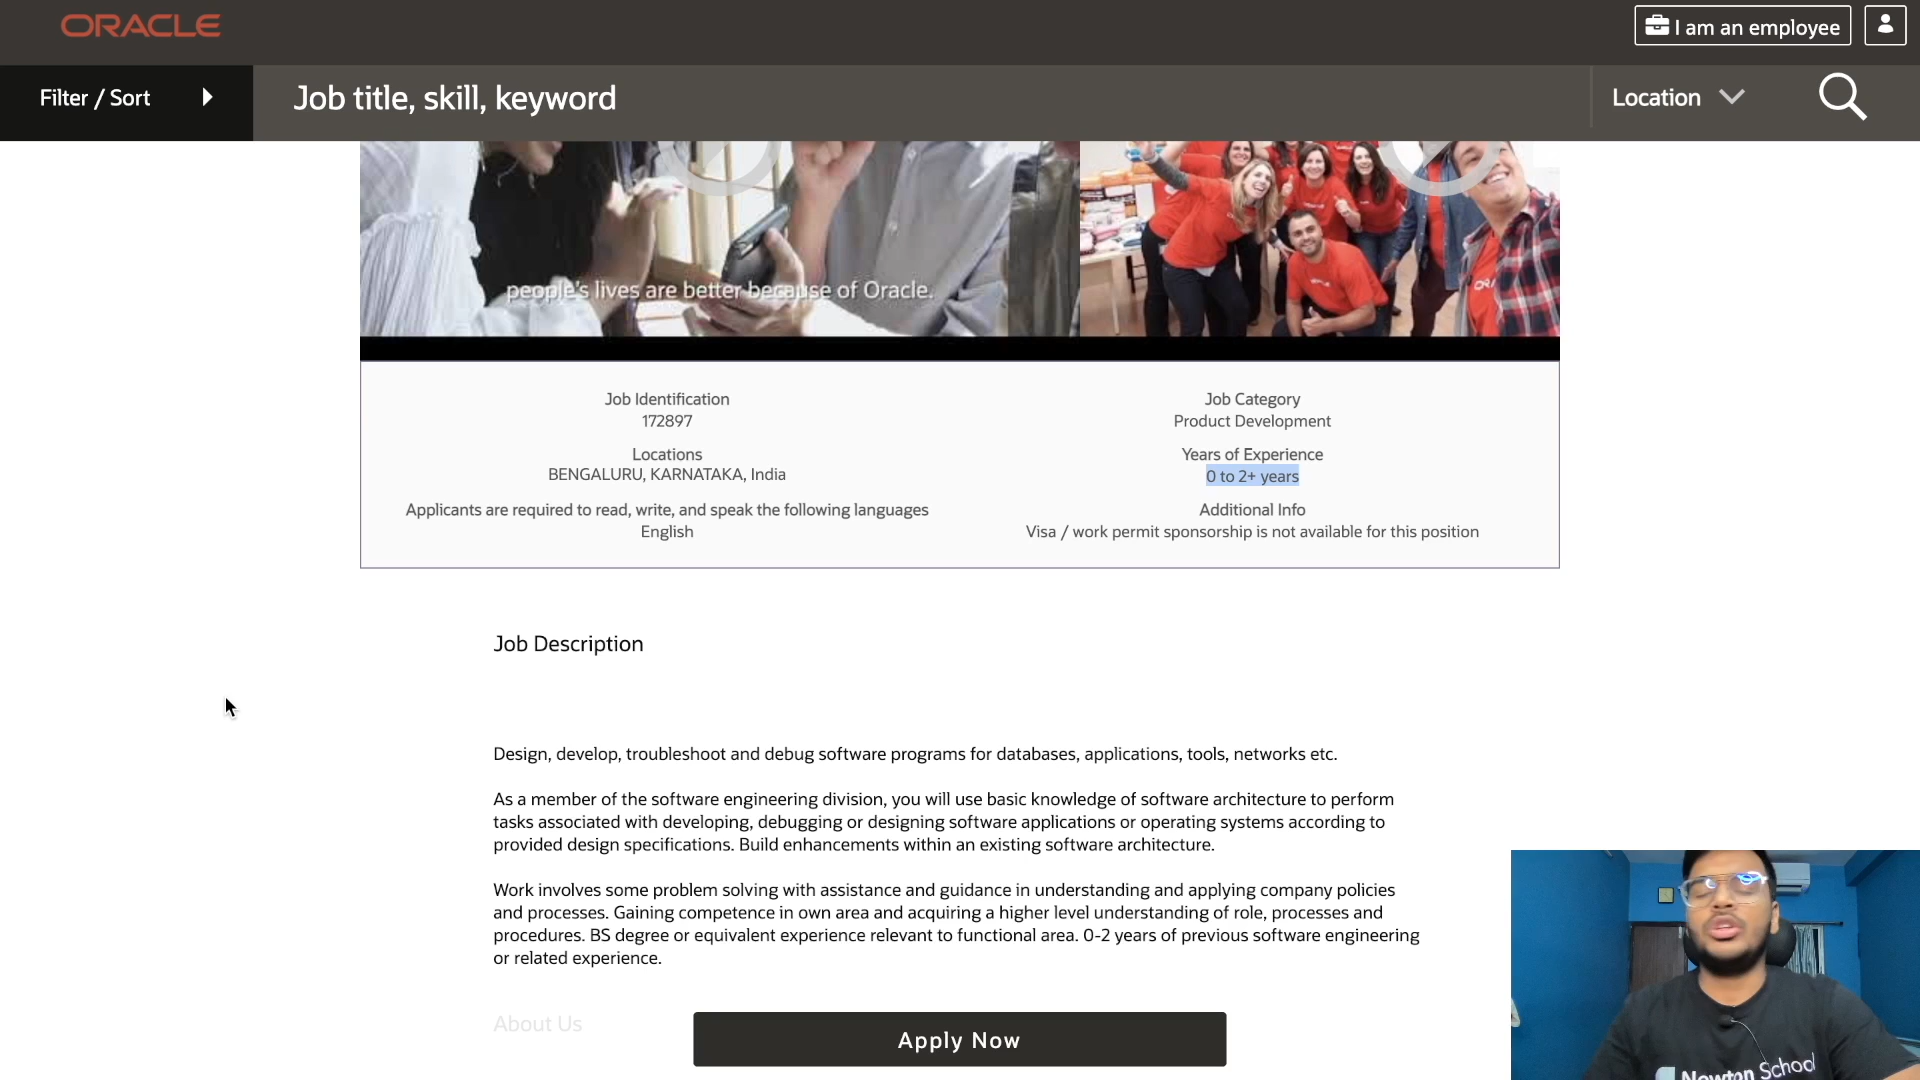 ORACLE
I am an employee
Filter / Sort
Job title, skill, keyword
Location
people's lives are better because of Oracle.
Job Identification
172897
Job Category
Product Development
Locations
BENGALURU, KARNATAKA, India
Years of Experience
0 to 2+ years
Applicants are required to read, write, and speak the following languages
English
Additional Info
Visa / work permit sponsorship is not available for this position
Job Description
Design, develop, troubleshoot and debug software programs for databases, applications, tools, networks etc.
As a member of the software engineering division, you will use basic knowledge of software architecture to perform
tasks associated with developing, debugging or designing software applications or operating systems according to
provided design specifications. Build enhancements within an existing software architecture.
Work involves some problem solving with assistance and guidance in understanding and applying company policies
and processes. Gaining competence in own area and acquiring a higher level understanding of role, processes and
procedures. BS degree or equivalent experience relevant to functional area. 0-2 years of previous software engineering
or related experience.
About Us
Apply Now
Newton School